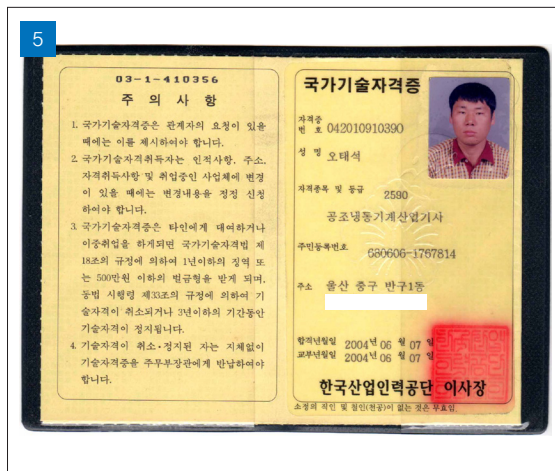 5
03-1-410356
주 의 사 항
1. 국가기술자격증은 관계자의 요청이 있을
때에는 이를 제시하여야 합니다.
2. 국가기술자격취득자는 인적사항, 주소,
자격취득사항 및 취업중인 사업체에 변경
이 있을 때에는 변경내용을 정정 신청
하여야 합니다.
3. 국가기술자격증은 타인에게 대여하거나
이중취업을 하게되면 국가기술자격법 제
18조의 규정에 의하여 1년이하의 징역 또
는 500만원 이하의 벌금형을 받게 되며,
동법 시행령 제33조의 규정에 의하여 기
술자격이 취소되거나 3년이하의 기간동안
기술자격이 정지됩니다.
4. 기술자격이 취소·정지된 자는 지체없이
기술자격증을 주무부장관에게 반납하여야
합니다.
국가기술자격증
자격증
번 호 042010910390
성 명 오태석
자격종목 및 등급 2590
공조냉동기계산업기사
주민등록번호 680606-1767814
주소 울산 중구 반구1동
합격년월일 2004 년 06 월 07 일
교부년월일 2004 년 06 월 07 일
한국산업인력공단 이사장
소정의 직인 및 철인(천공)이 없는 것은 무효임.